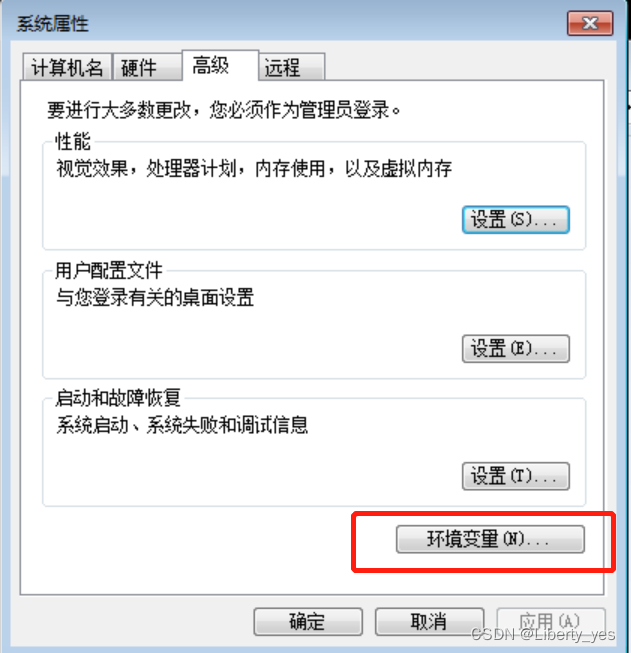 系统属性
计算机名 硬件 高级 远程
要进行大多数更改，您必须作为管理员登录。
性能
视觉效果，处理器计划，内存使用，以及虚拟内存
设置(S)...
用户配置文件
与您登录有关的桌面设置
设置(E)...
启动和故障恢复
系统启动、系统失败和调试信息
设置(T)...
环境变量(N)...
确定 取消 应用(A)
CSDN @Liberty_yes